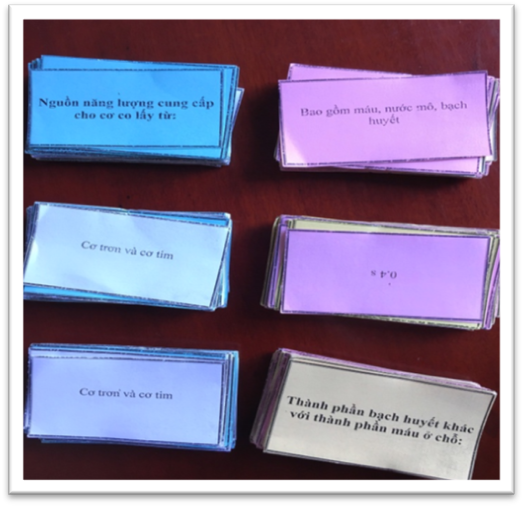 Nguồn năng lượng cung cấp
cho cơ co lấy từ:
Bao gồm máu, nước mô, bạch
huyết
Cơ trơn và cơ tim
0,4 s
Cơ trơn và cơ tim
Thành phần bạch huyết khác
với thành phần máu ở chỗ: